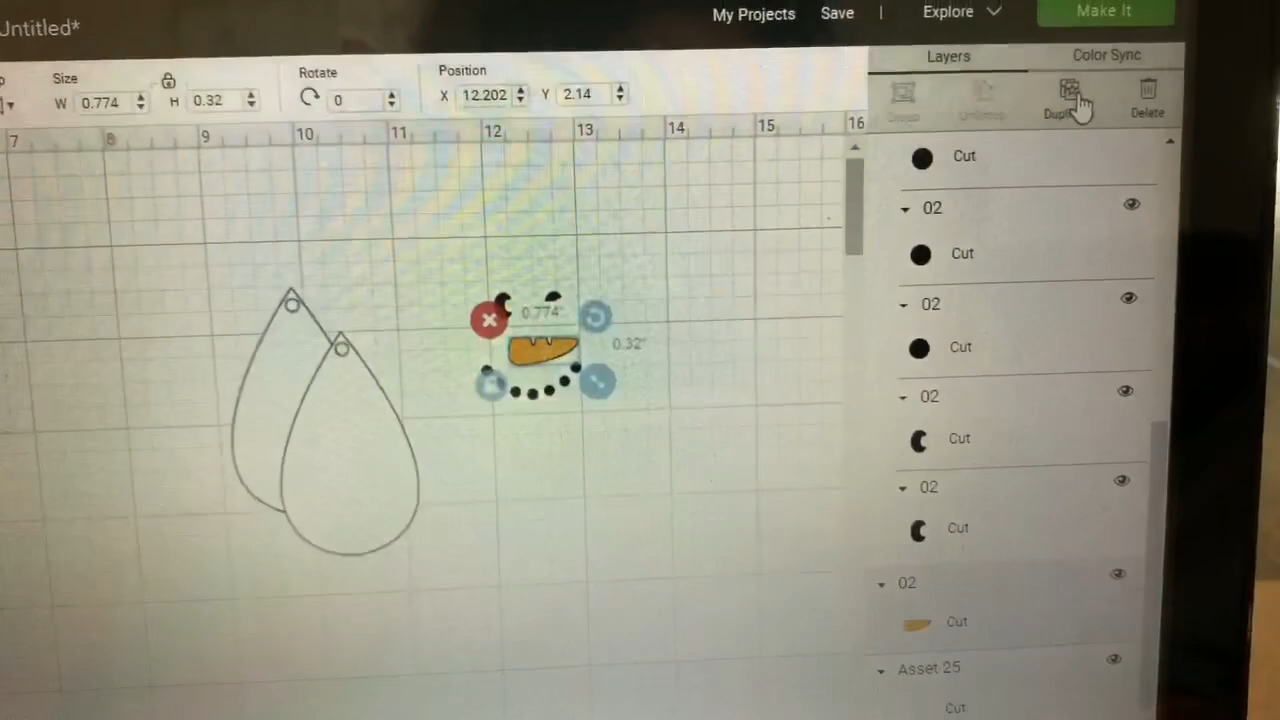 Untitled*
My Projects Save | Explore Make It
Size
W 0.774 H 0.32
Rotate
0
Position
X 12.202 Y 2.14
Layers Color Sync
Group Delete
7 8 9 10 11 12 13 14 15 16
0.774"
0.32"
Cut
02
Cut
02
Cut
02
Cut
02
Cut
02
Cut
Asset 25
Cut